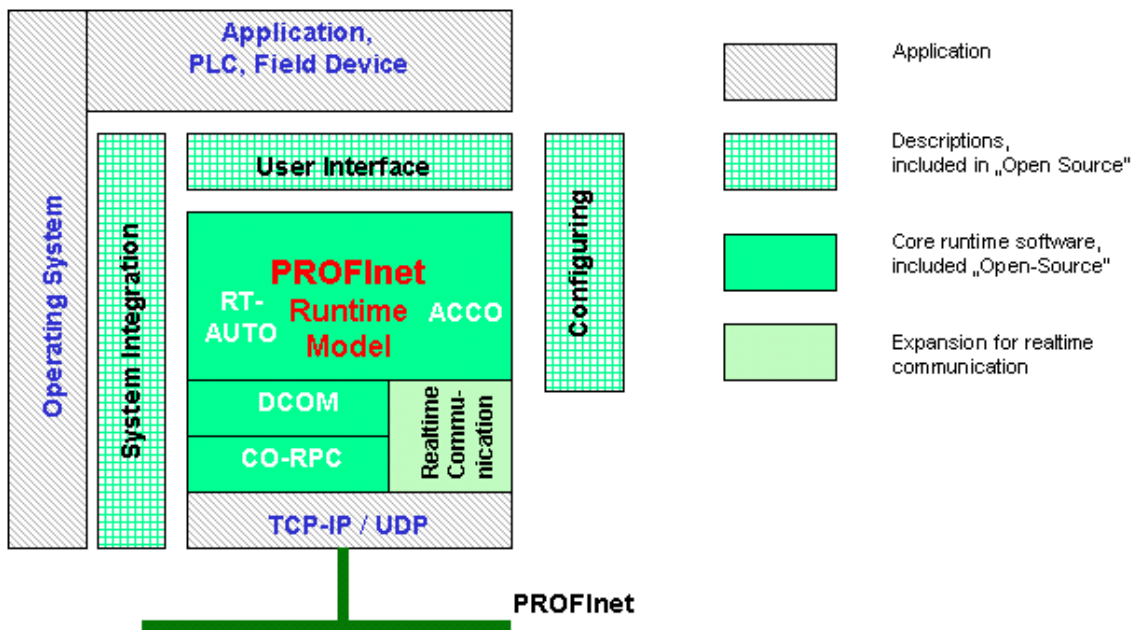 Application,
PLC, Field Device
Operating System
System Integration
User Interface
Configuring
PROFInet
RT-
AUTO
Runtime
Model
ACCO
DCOM
CO-RPC
Realtime
Commu-
nication
TCP-IP / UDP
PROFInet
Application
Descriptions,
included in „Open Source"
Core runtime software,
included „Open-Source"
Expansion for realtime
communication